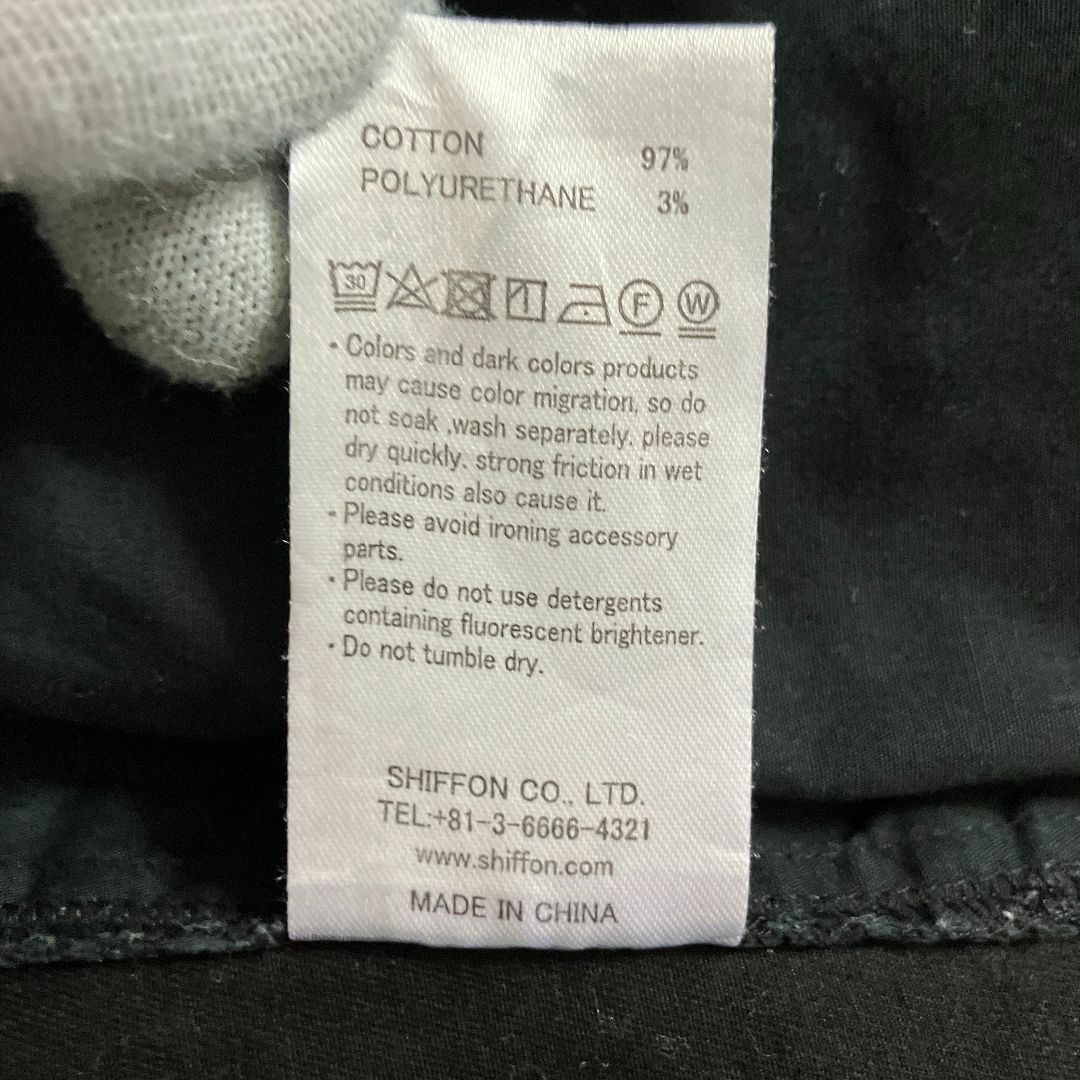 COTTON 97%
POLYURETHANE 3%
30 F W
• Colors and dark colors products
may cause color migration, so do
not soak ,wash separately. please
dry quickly. strong friction in wet
conditions also cause it.
• Please avoid ironing accessory
parts.
• Please do not use detergents
containing fluorescent brightener.
• Do not tumble dry.
SHIFFON CO., LTD.
TEL:+81-3-6666-4321
www.shiffon.com
MADE IN CHINA